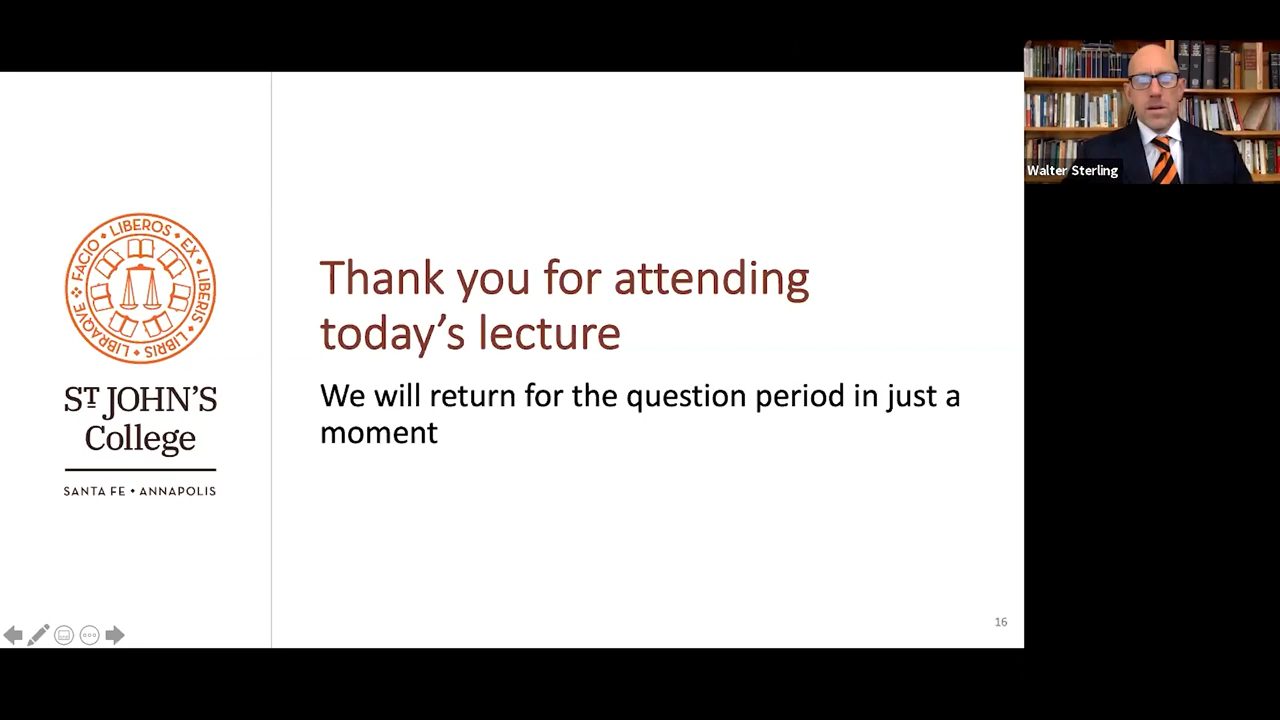 FACIO • LIBEROS • EX • LIBERIS • LIBRIS • LIBRAQVE
ST JOHN'S
College
SANTA FE • ANNAPOLIS
Thank you for attending
today's lecture
We will return for the question period in just a
moment
16
Walter Sterling